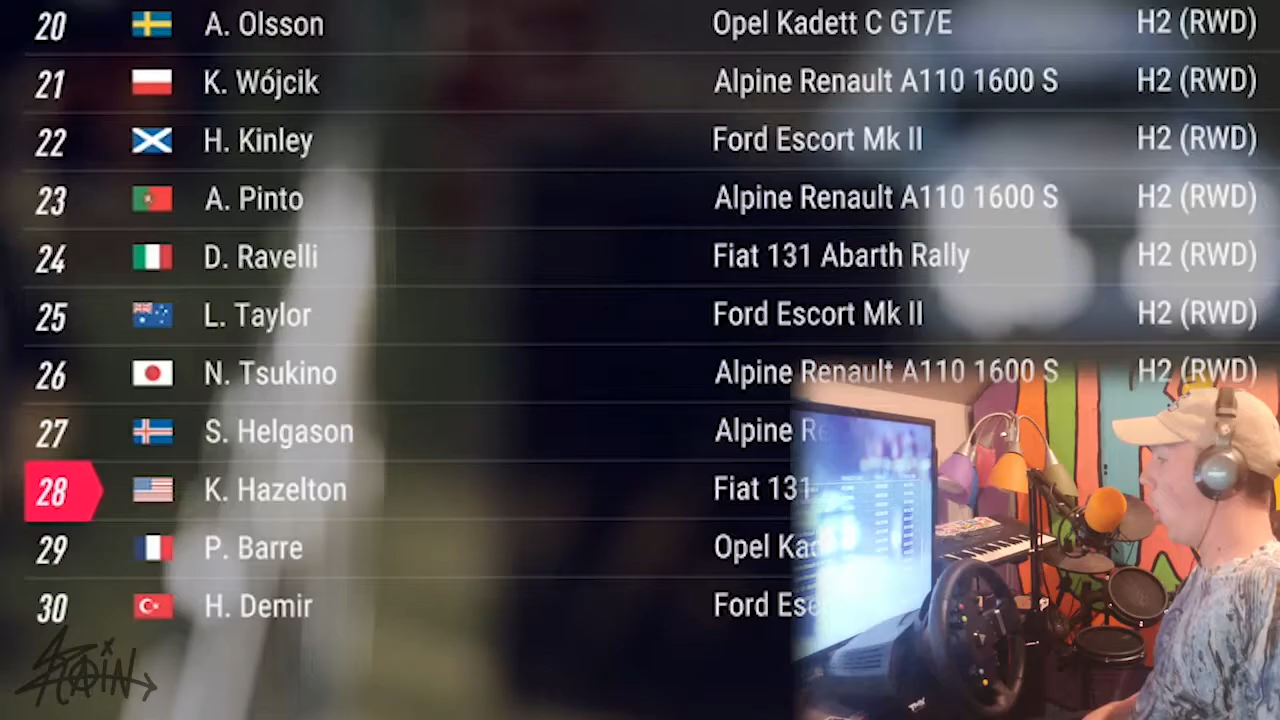 20 A. Olsson Opel Kadett C GT/E H2 (RWD)
21 K. Wójcik Alpine Renault A110 1600 S H2 (RWD)
22 H. Kinley Ford Escort Mk II H2 (RWD)
23 A. Pinto Alpine Renault A110 1600 S H2 (RWD)
24 D. Ravelli Fiat 131 Abarth Rally H2 (RWD)
25 L. Taylor Ford Escort Mk II H2 (RWD)
26 N. Tsukino Alpine Renault A110 1600 S H2 (RWD)
27 S. Helgason Alpine
28 K. Hazelton Fiat 131
29 P. Barre Opel
30 H. Demir Ford